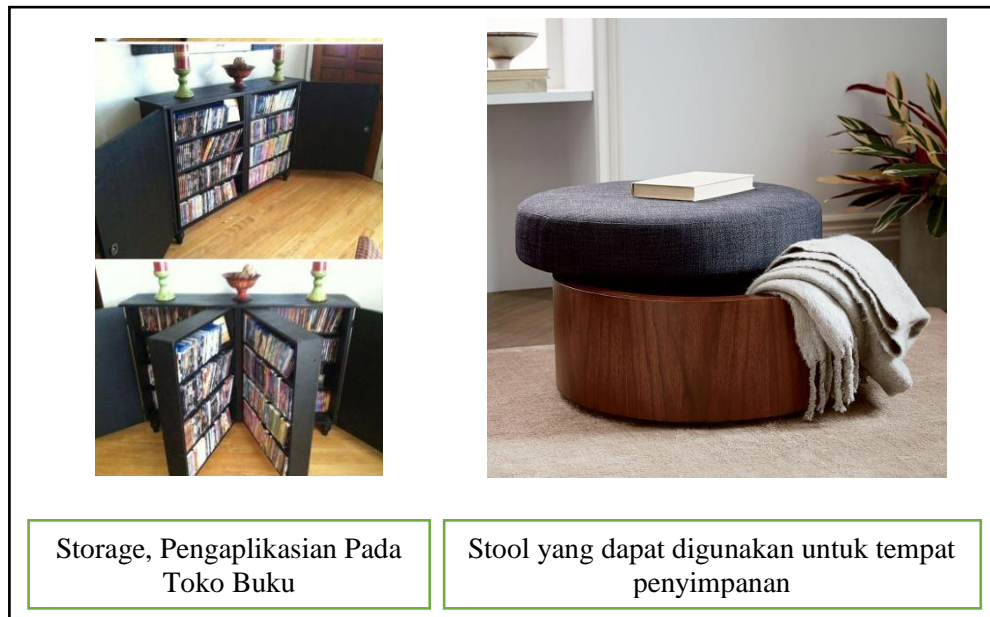 Storage, Pengaplikasian Pada
Toko Buku
Stool yang dapat digunakan untuk tempat
penyimpanan